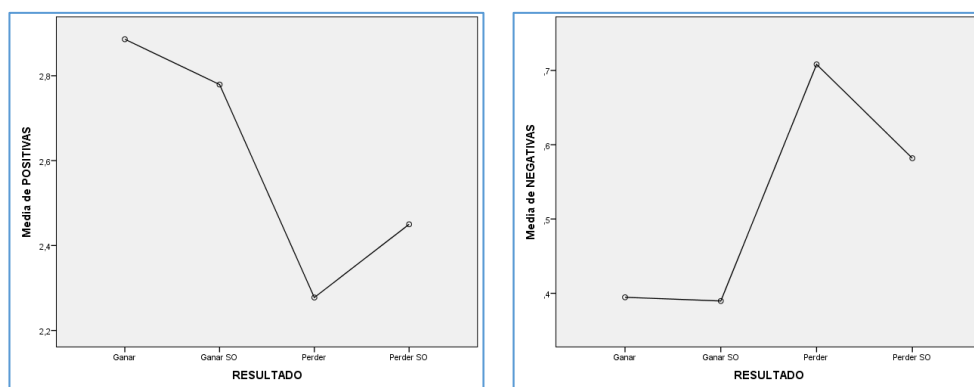 Media de POSITIVAS
2,8
2,6
2,4
2,2
Ganar
Ganar SO
Perder
Perder SO
RESULTADO
Media de NEGATIVAS
,7
,6
,5
,4
Ganar
Ganar SO
Perder
Perder SO
RESULTADO